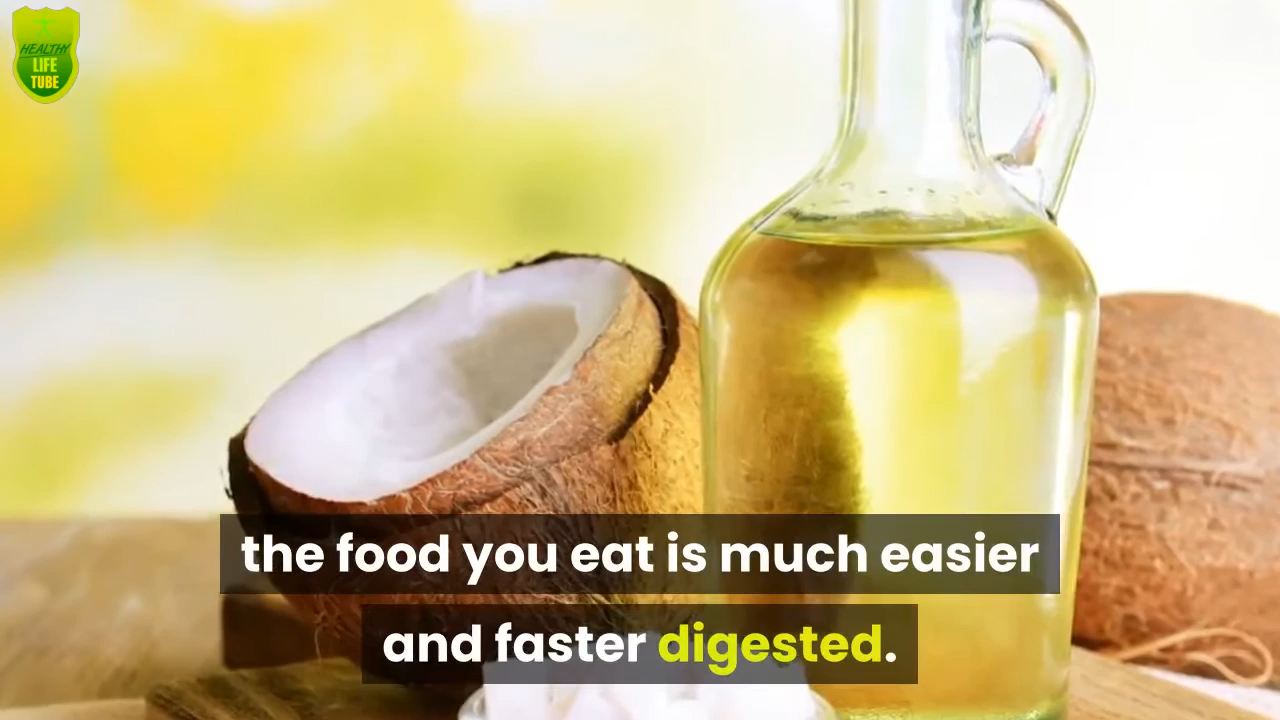 HEALTHY
LIFE
TUBE
the food you eat is much easier
and faster digested.